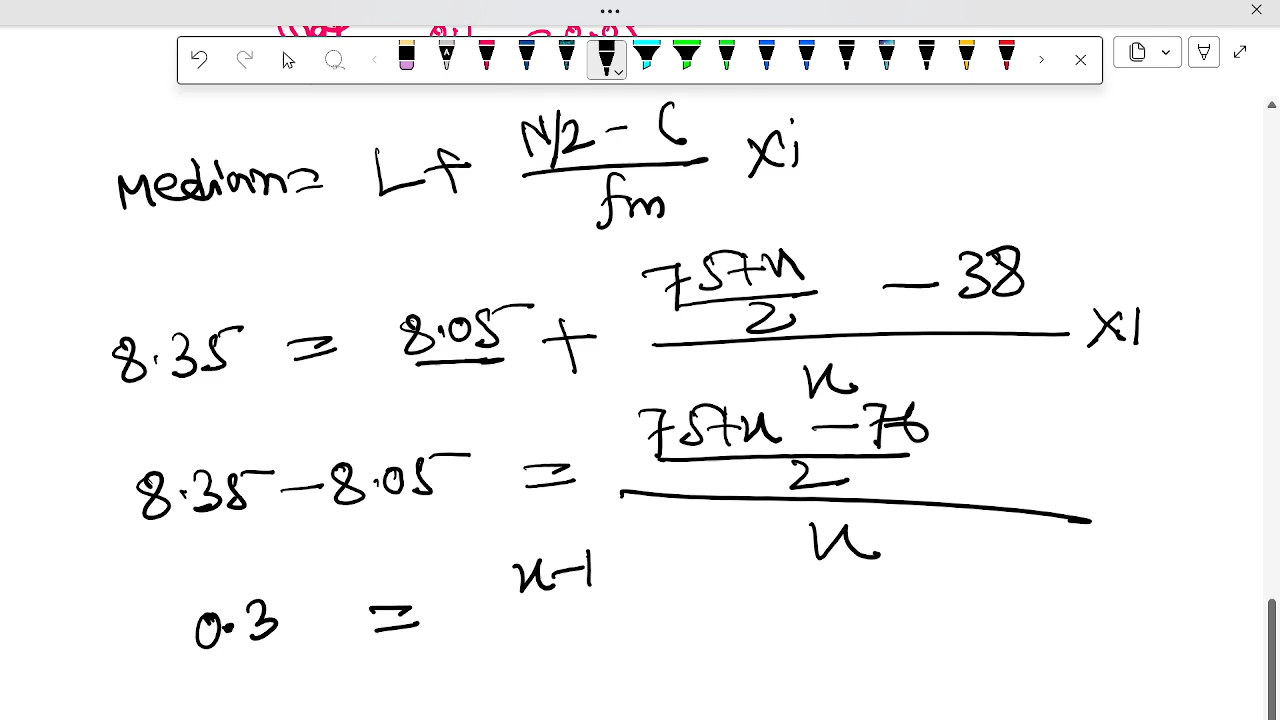 Median = L + N/2 - C / fm x i
8.35 = 8.05 + 75+x / 2 - 38 / x x1
8.35 - 8.05 = 75+x - 76 / 2 / x
0.3 = x-1